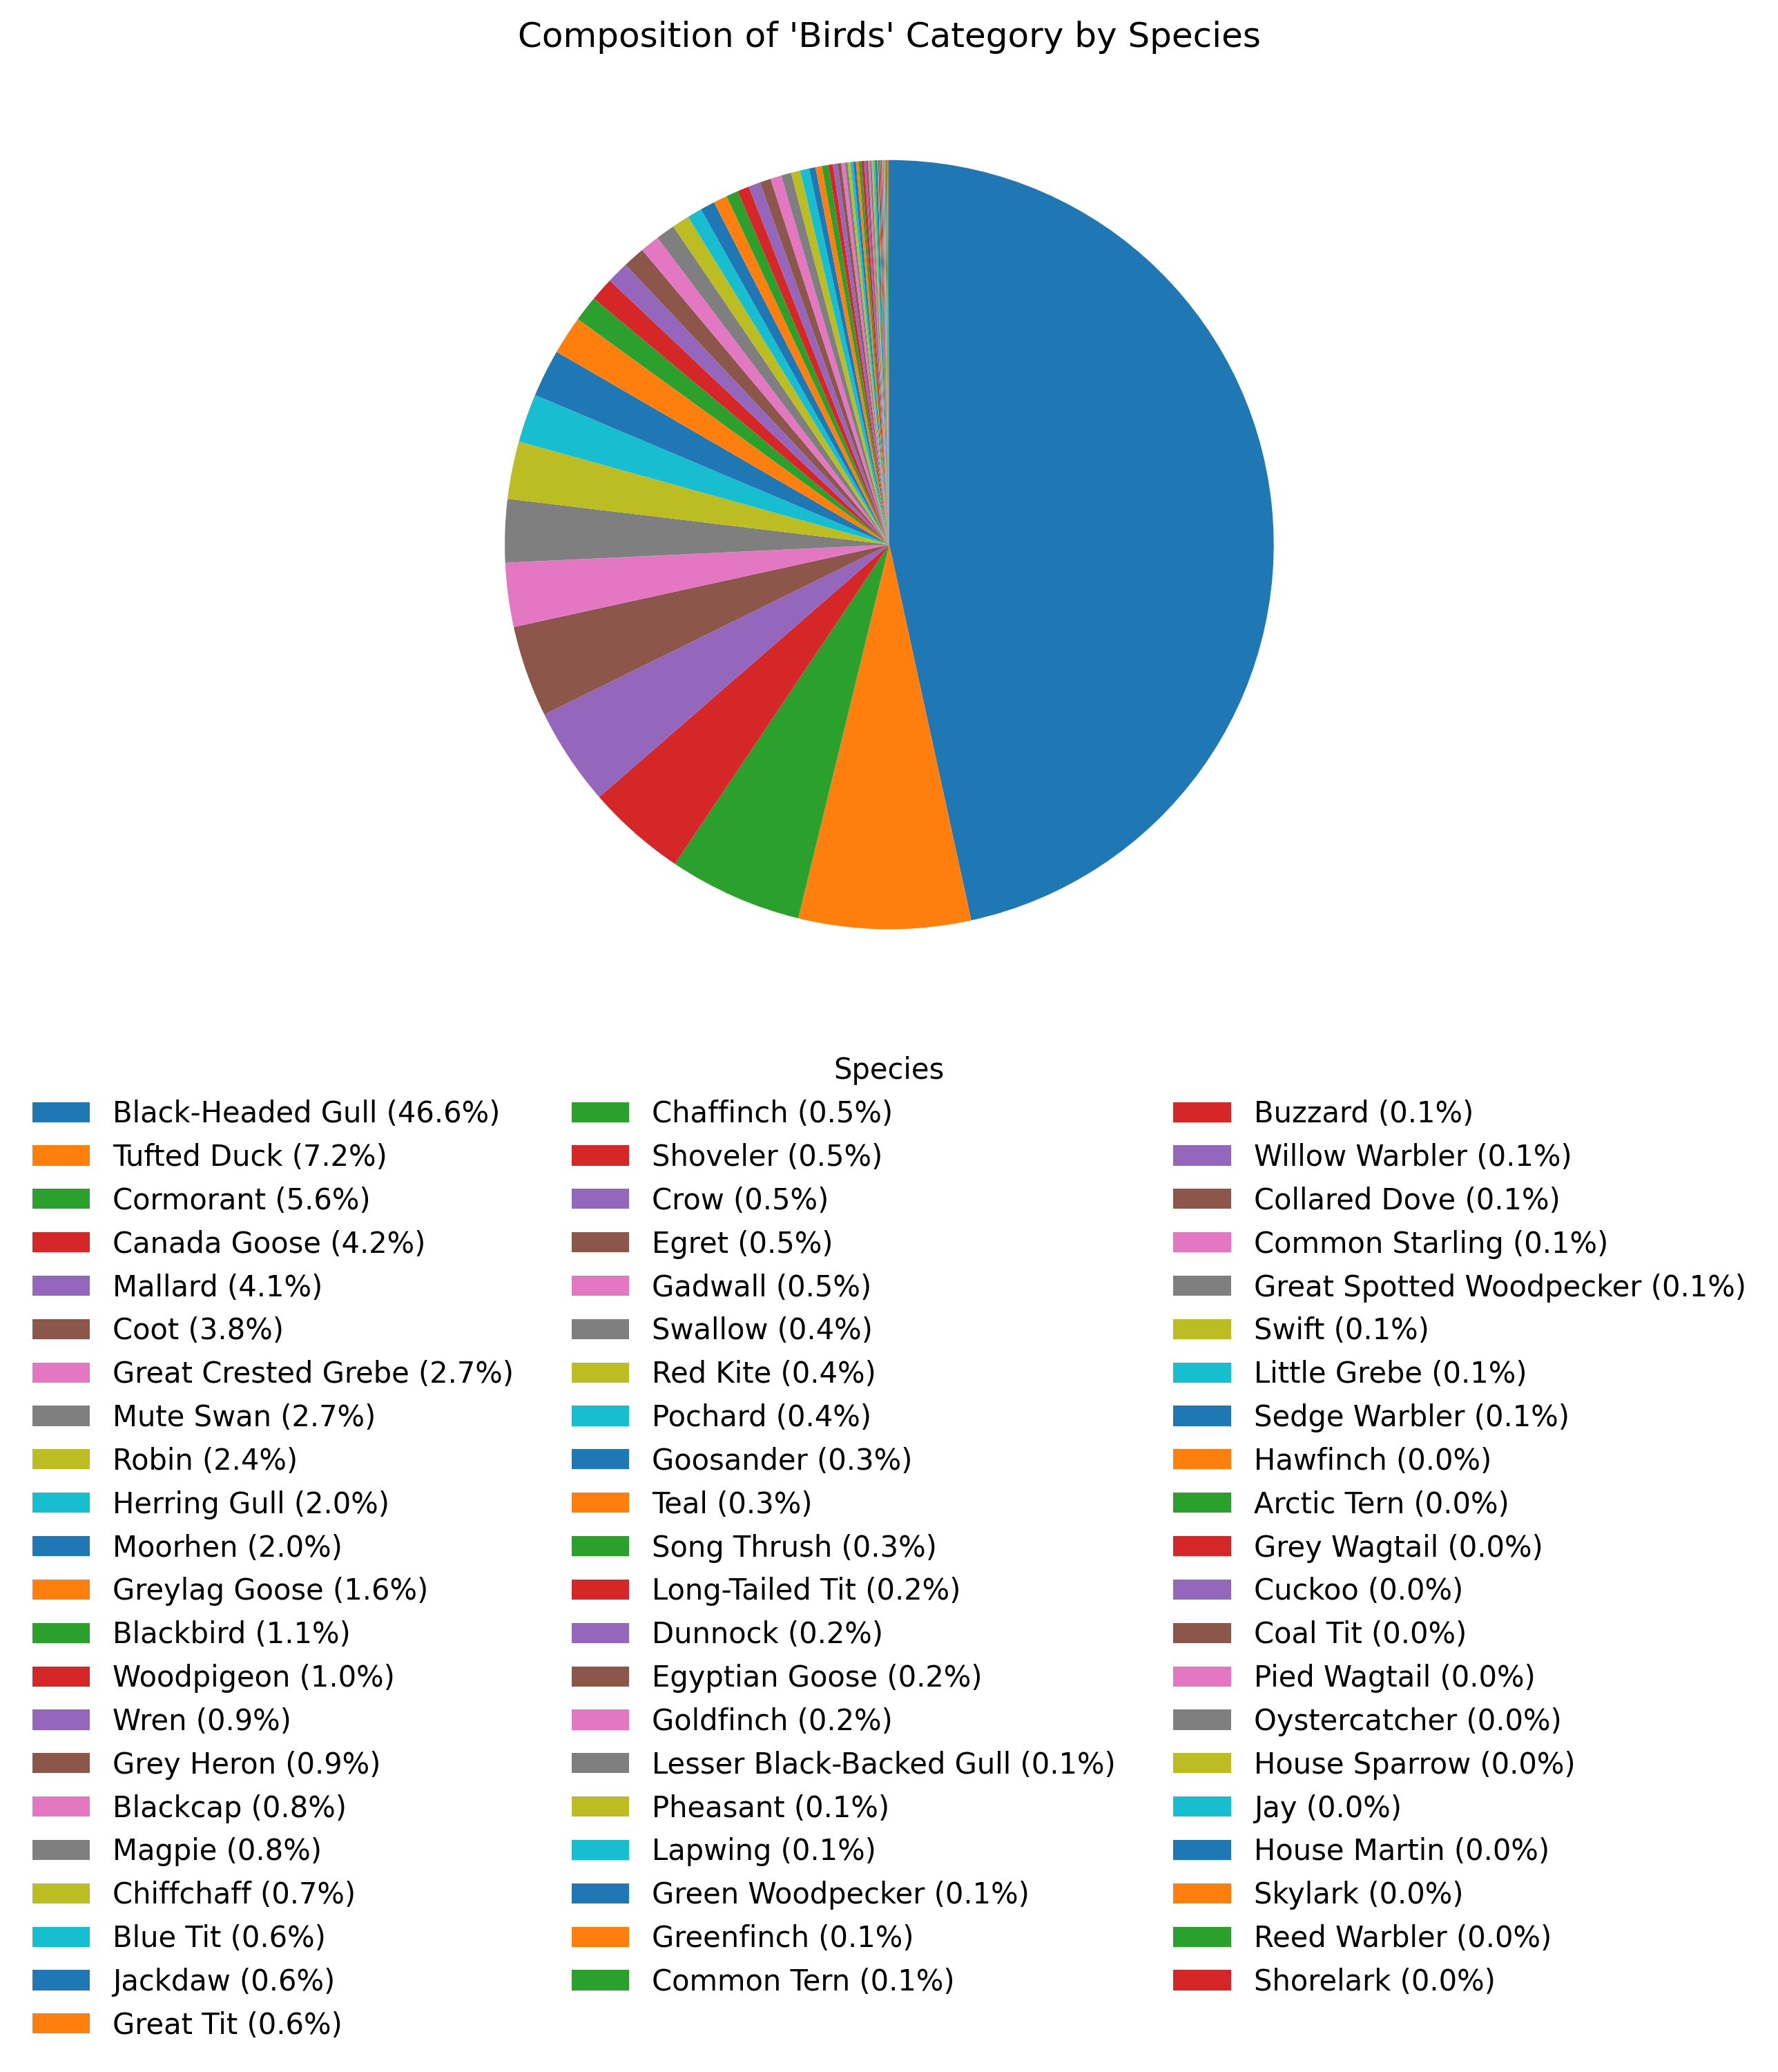 Composition of 'Birds' Category by Species
Species
Black-Headed Gull (46.6%)
Tufted Duck (7.2%)
Cormorant (5.6%)
Canada Goose (4.2%)
Mallard (4.1%)
Coot (3.8%)
Great Crested Grebe (2.7%)
Mute Swan (2.7%)
Robin (2.4%)
Herring Gull (2.0%)
Moorhen (2.0%)
Greylag Goose (1.6%)
Blackbird (1.1%)
Woodpigeon (1.0%)
Wren (0.9%)
Grey Heron (0.9%)
Blackcap (0.8%)
Magpie (0.8%)
Chiffchaff (0.7%)
Blue Tit (0.6%)
Jackdaw (0.6%)
Great Tit (0.6%)
Chaffinch (0.5%)
Shoveler (0.5%)
Crow (0.5%)
Egret (0.5%)
Gadwall (0.5%)
Swallow (0.4%)
Red Kite (0.4%)
Pochard (0.4%)
Goosander (0.3%)
Teal (0.3%)
Song Thrush (0.3%)
Long-Tailed Tit (0.2%)
Dunnock (0.2%)
Egyptian Goose (0.2%)
Goldfinch (0.2%)
Lesser Black-Backed Gull (0.1%)
Pheasant (0.1%)
Lapwing (0.1%)
Green Woodpecker (0.1%)
Greenfinch (0.1%)
Common Tern (0.1%)
Buzzard (0.1%)
Willow Warbler (0.1%)
Collared Dove (0.1%)
Common Starling (0.1%)
Great Spotted Woodpecker (0.1%)
Swift (0.1%)
Little Grebe (0.1%)
Sedge Warbler (0.1%)
Hawfinch (0.0%)
Arctic Tern (0.0%)
Grey Wagtail (0.0%)
Cuckoo (0.0%)
Coal Tit (0.0%)
Pied Wagtail (0.0%)
Oystercatcher (0.0%)
House Sparrow (0.0%)
Jay (0.0%)
House Martin (0.0%)
Skylark (0.0%)
Reed Warbler (0.0%)
Shorelark (0.0%)